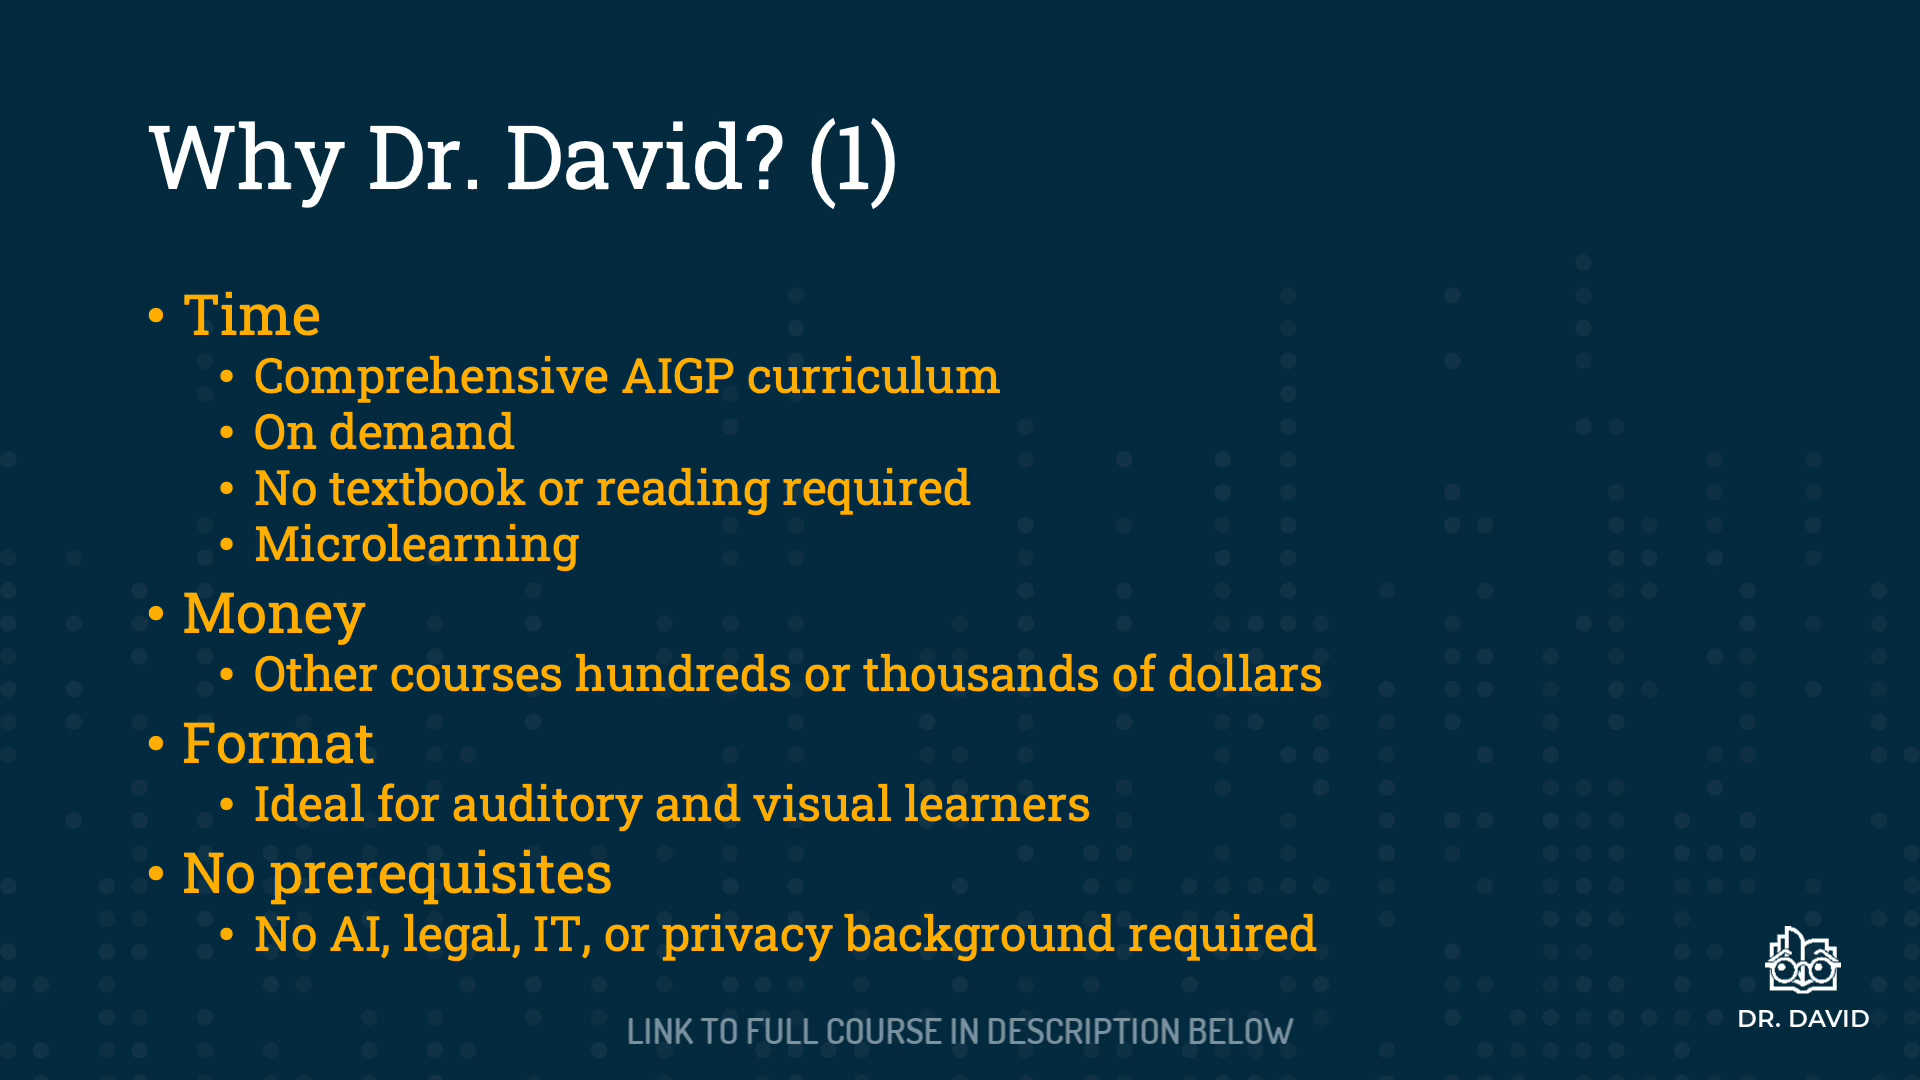 Why Dr. David? (1)
• Time
• Comprehensive AIGP curriculum
• On demand
• No textbook or reading required
• Microlearning
• Money
• Other courses hundreds or thousands of dollars
• Format
• Ideal for auditory and visual learners
• No prerequisites
• No AI, legal, IT, or privacy background required
DR. DAVID
LINK TO FULL COURSE IN DESCRIPTION BELOW